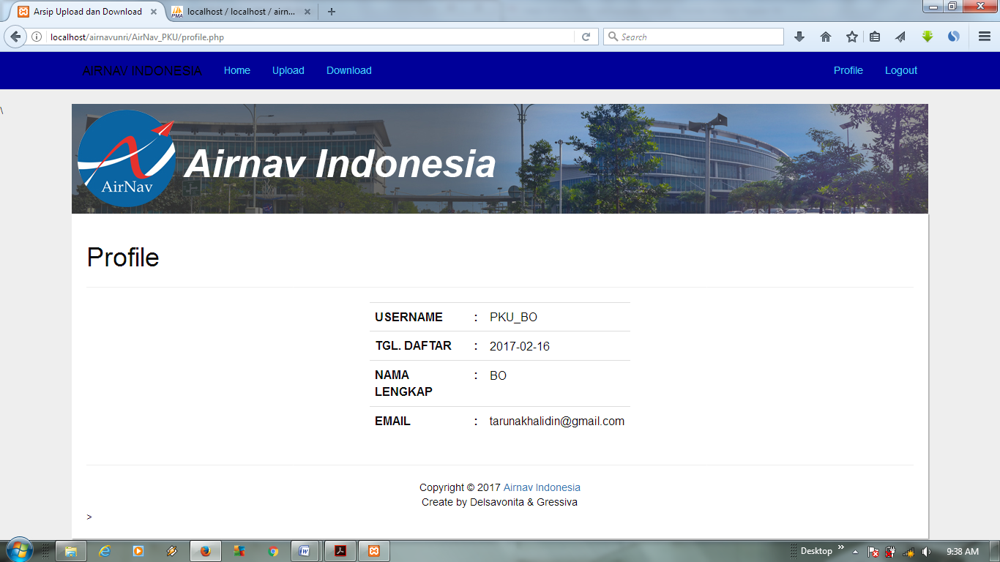 Arsip Upload dan Download
localhost / localhost / airn...
localhost/airnavunri/AirNav_PKU/profile.php
Search
AIRNAV INDONESIA Home Upload Download Profile Logout
\
AirNav
Airnav Indonesia
Profile
USERNAME : PKU_BO
TGL. DAFTAR : 2017-02-16
NAMA : BO
LENGKAP
EMAIL : tarunakhalidin@gmail.com
Copyright © 2017 Airnav Indonesia
Create by Delsavonita & Gressiva
>
Desktop
9:38 AM